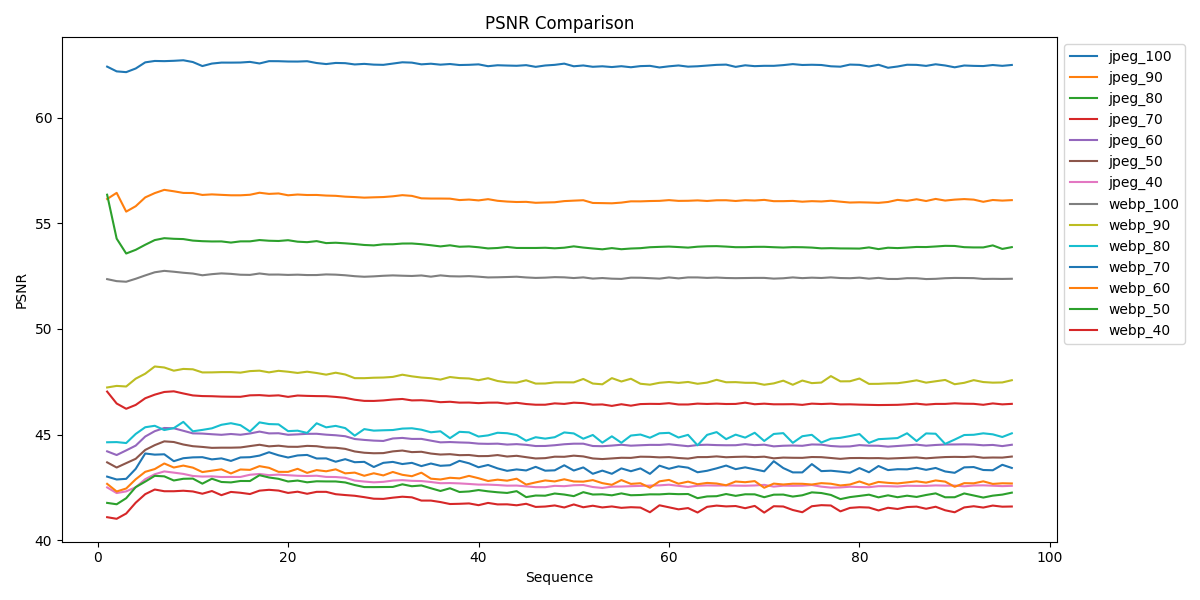 PSNR Comparison
PSNR
60
55
50
45
40
0
20
40
60
80
100
Sequence
jpeg_100
jpeg_90
jpeg_80
jpeg_70
jpeg_60
jpeg_50
jpeg_40
webp_100
webp_90
webp_80
webp_70
webp_60
webp_50
webp_40